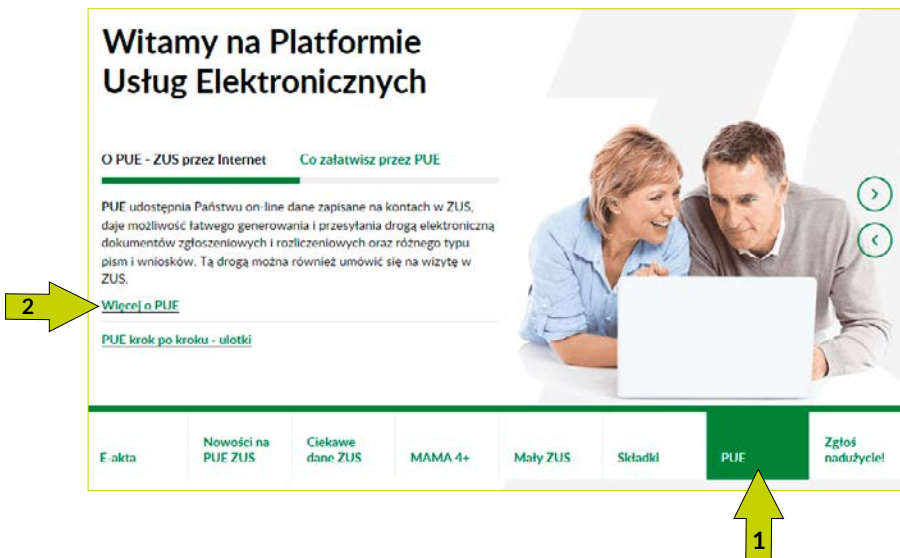 Witamy na Platformie
Usług Elektronicznych
O PUE - ZUS przez Internet
Co załatwisz przez PUE
PUE udostępnia Państwu on-line dane zapisane na kontach w ZUS,
daje możliwość łatwego generowania i przesyłania drogą elektroniczną
dokumentów zgłoszeniowych i rozliczeniowych oraz różnego typu
pism i wniosków. Tą drogą można również umówić się na wizytę w
ZUS.
2
Więcej o PUE
PUE krok po kroku - ulotki
E-akta
Nowości na
PUE ZUS
Ciekawe
dane ZUS
MAMA 4+
Mały ZUS
Składki
PUE
Zgłoś
nadużycie!
1